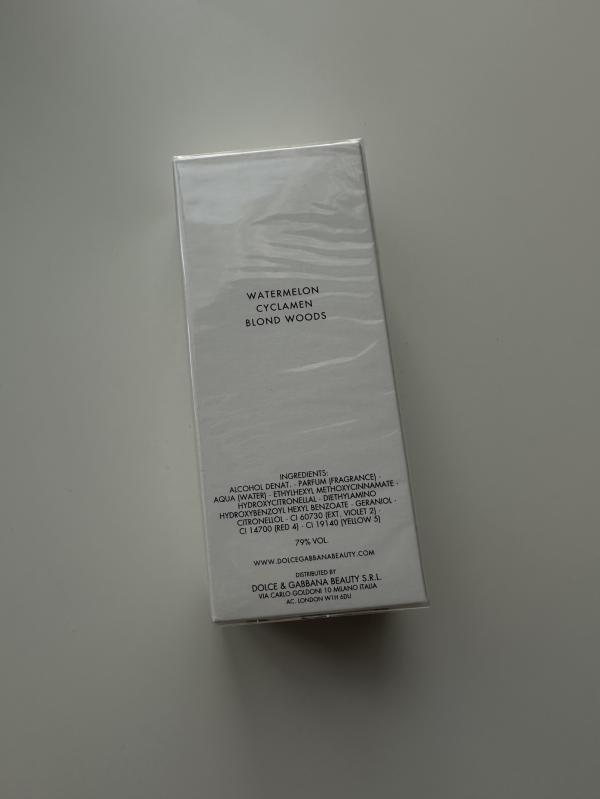 WATERMELON
CYCLAMEN
BLOND WOODS
INGREDIENTS:
ALCOHOL DENAT. · PARFUM (FRAGRANCE) ·
AQUA (WATER) · ETHYLHEXYL METHOXYCINNAMATE ·
HYDROXYCITRONELLAL · DIETHYLAMINO
HYDROXYBENZOYL HEXYL BENZOATE · GERANIOL ·
CITRONELLOL · CI 60730 (EXT. VIOLET 2) ·
CI 14700 (RED 4) · CI 19140 (YELLOW 5)
79% VOL.
WWW.DOLCEGABBANABEAUTY.COM
DISTRIBUTED BY
DOLCE & GABBANA BEAUTY S.R.L.
VIA CARLO GOLDONI 10 MILANO ITALIA
AC. LONDON W1H 6DU